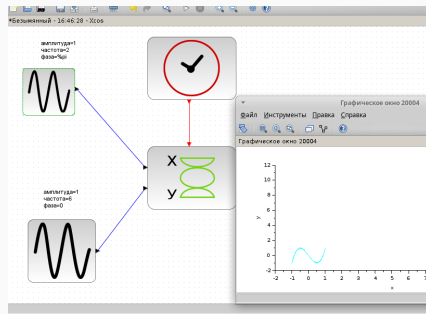 *Безымянный - 16:46:28 - Xcos
амплитуда=1
частота=2
фаза=%pi
X
У
амплитуда=1
частота=6
фаза=0
Графическое окно 20004
Файл Инструменты Правка Справка
Графическое окно 20004
12
10
8
6
4
2
0
-2
y
-2 -1 0 1 2 3 4 5 6 7
x